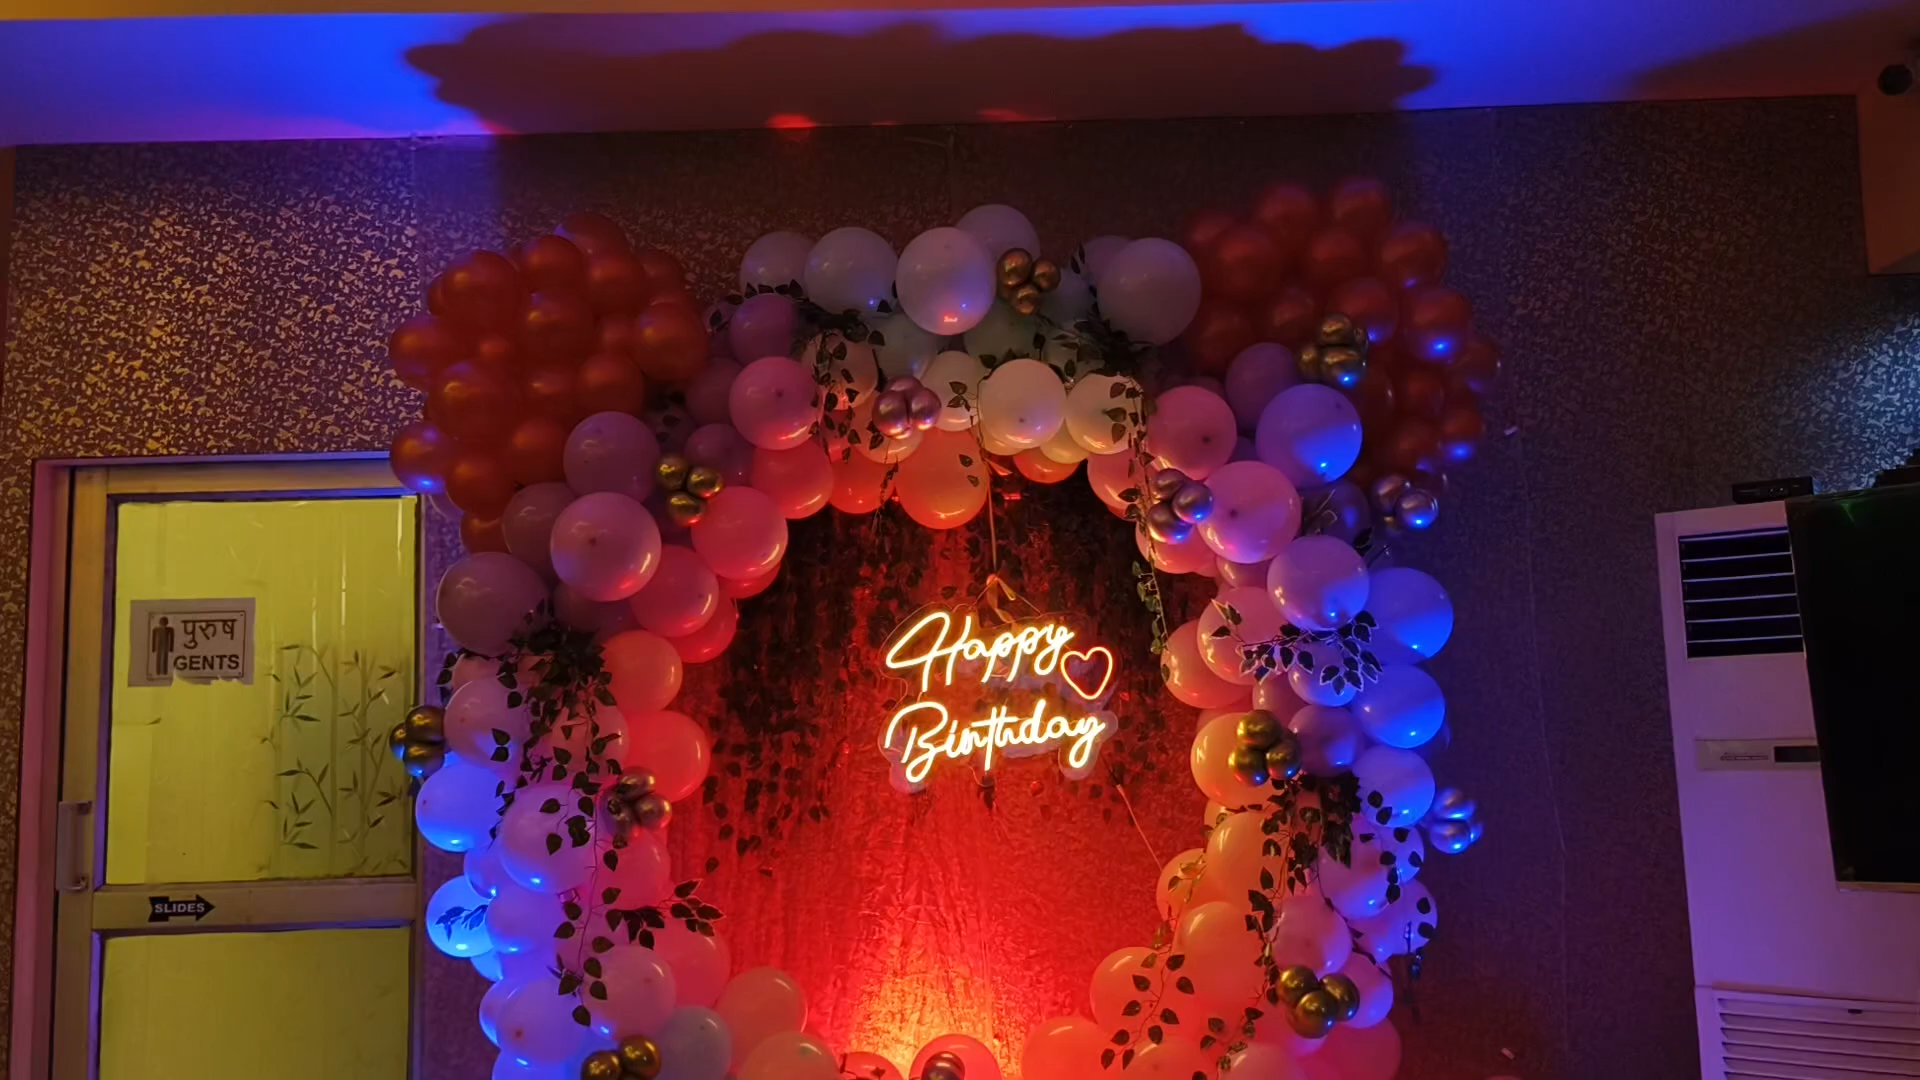 पुरुष
GENTS
SLIDES
Happy
Birthday